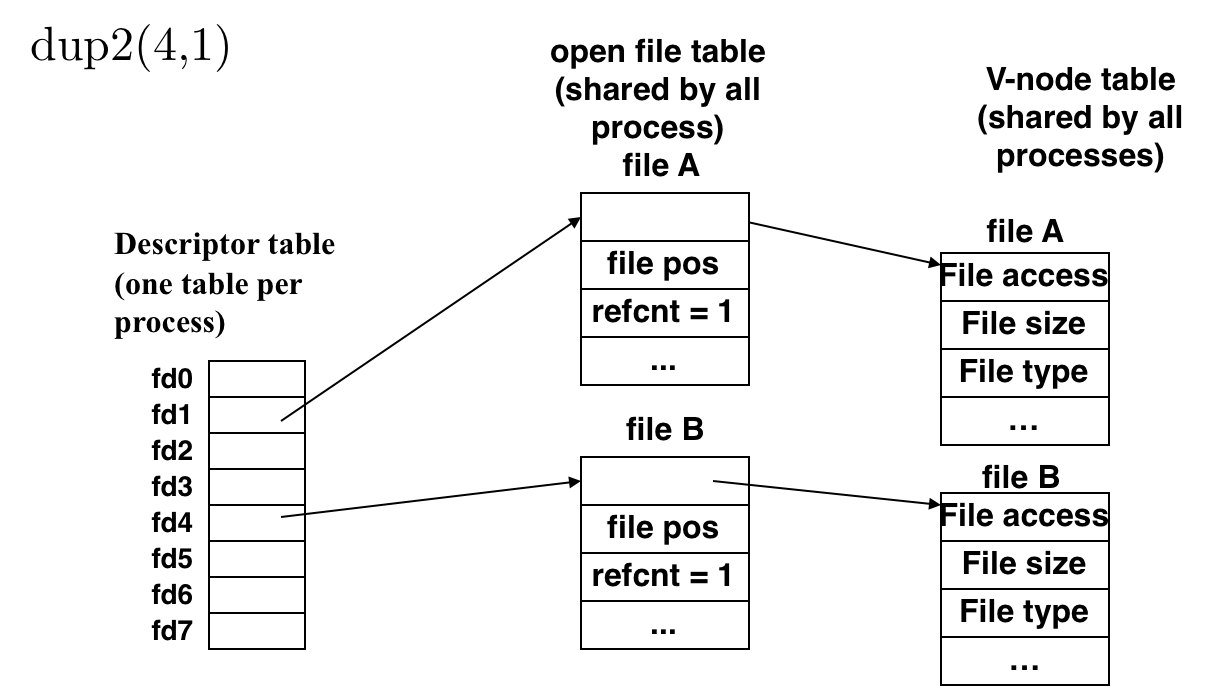 dup2(4,1)
open file table
(shared by all
process)
file A
V-node table
(shared by all
processes)
Descriptor table
(one table per
process)
fd0
fd1
fd2
fd3
fd4
fd5
fd6
fd7
file pos
refcnt = 1
...
file B
file pos
refcnt = 1
...
file A
File access
File size
File type
...
file B
File access
File size
File type
...